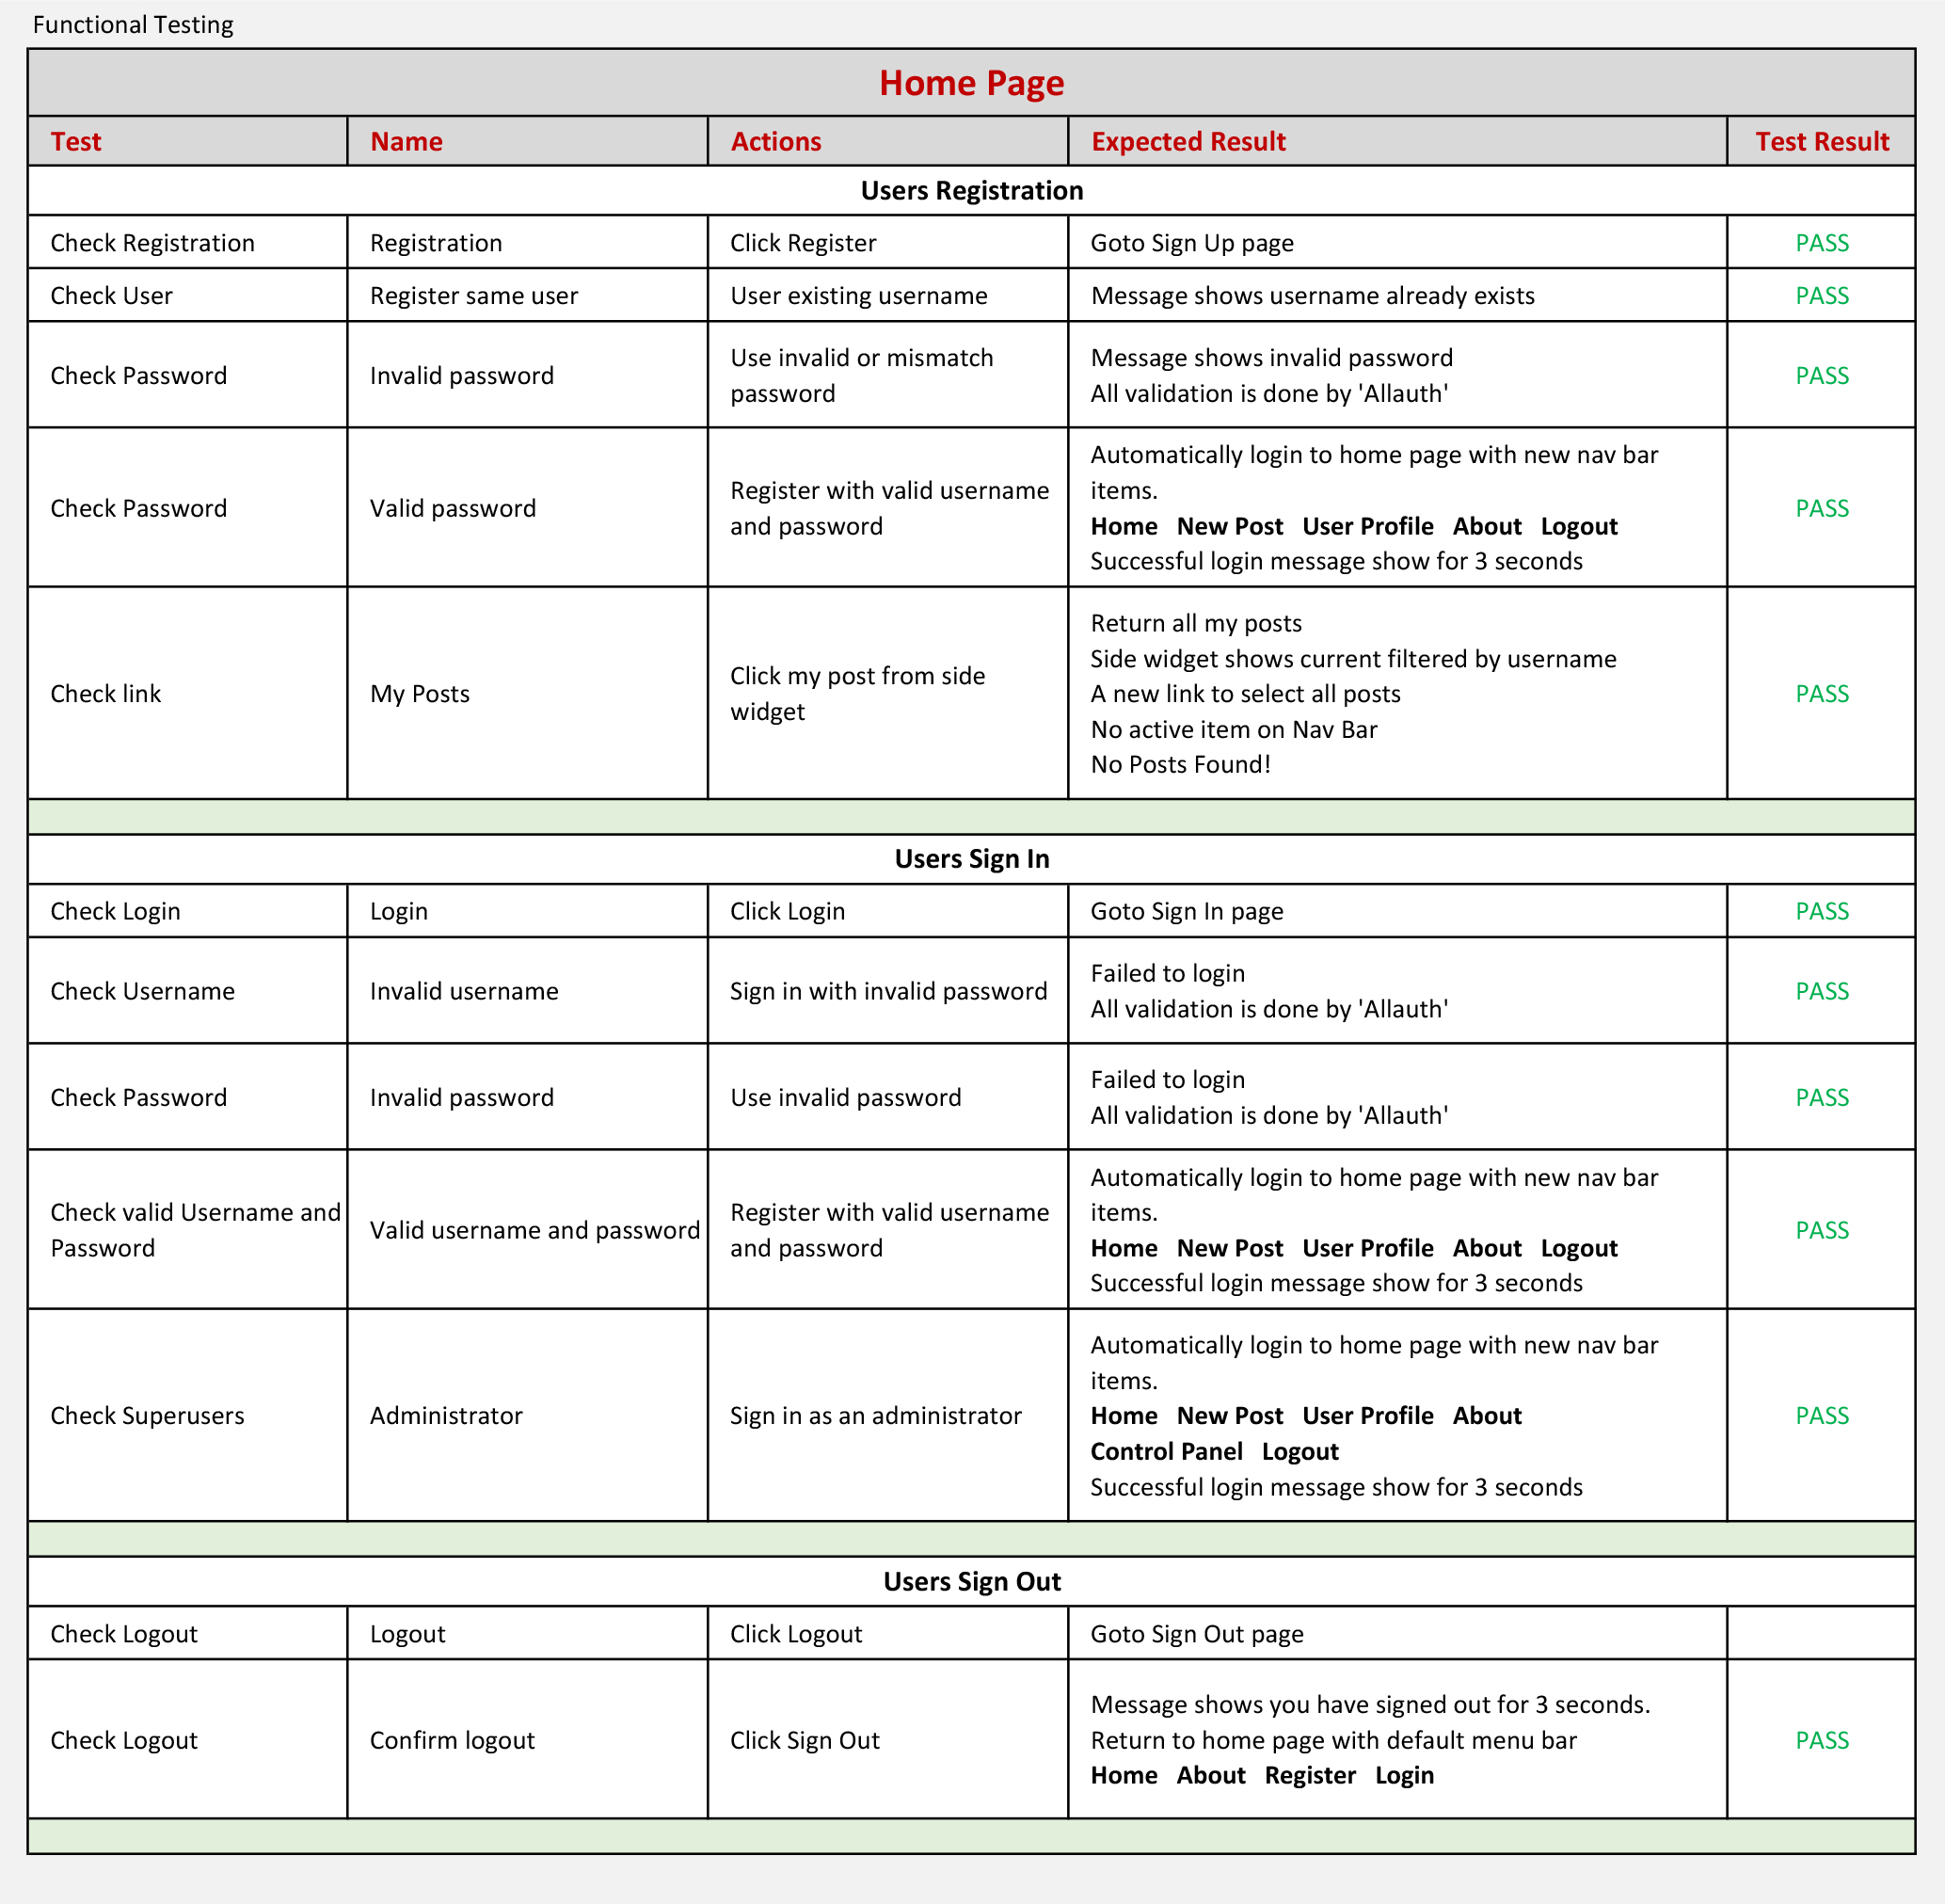 Functional Testing
Home Page
Test Name Actions Expected Result Test Result
Users Registration
Check Registration Registration Click Register Goto Sign Up page PASS
Check User Register same user User existing username Message shows username already exists PASS
Check Password Invalid password Use invalid or mismatch
password Message shows invalid password
All validation is done by 'Allauth' PASS
Check Password Valid password Register with valid username
and password Automatically login to home page with new nav bar
items.
Home New Post User Profile About Logout
Successful login message show for 3 seconds PASS
Check link My Posts Click my post from side
widget Return all my posts
Side widget shows current filtered by username
A new link to select all posts
No active item on Nav Bar
No Posts Found! PASS
Users Sign In
Check Login Login Click Login Goto Sign In page PASS
Check Username Invalid username Sign in with invalid password Failed to login
All validation is done by 'Allauth' PASS
Check Password Invalid password Use invalid password Failed to login
All validation is done by 'Allauth' PASS
Check valid Username and
Password Valid username and password Register with valid username
and password Automatically login to home page with new nav bar
items.
Home New Post User Profile About Logout
Successful login message show for 3 seconds PASS
Check Superusers Administrator Sign in as an administrator Automatically login to home page with new nav bar
items.
Home New Post User Profile About
Control Panel Logout
Successful login message show for 3 seconds PASS
Users Sign Out
Check Logout Logout Click Logout Goto Sign Out page
Check Logout Confirm logout Click Sign Out Message shows you have signed out for 3 seconds.
Return to home page with default menu bar
Home About Register Login PASS